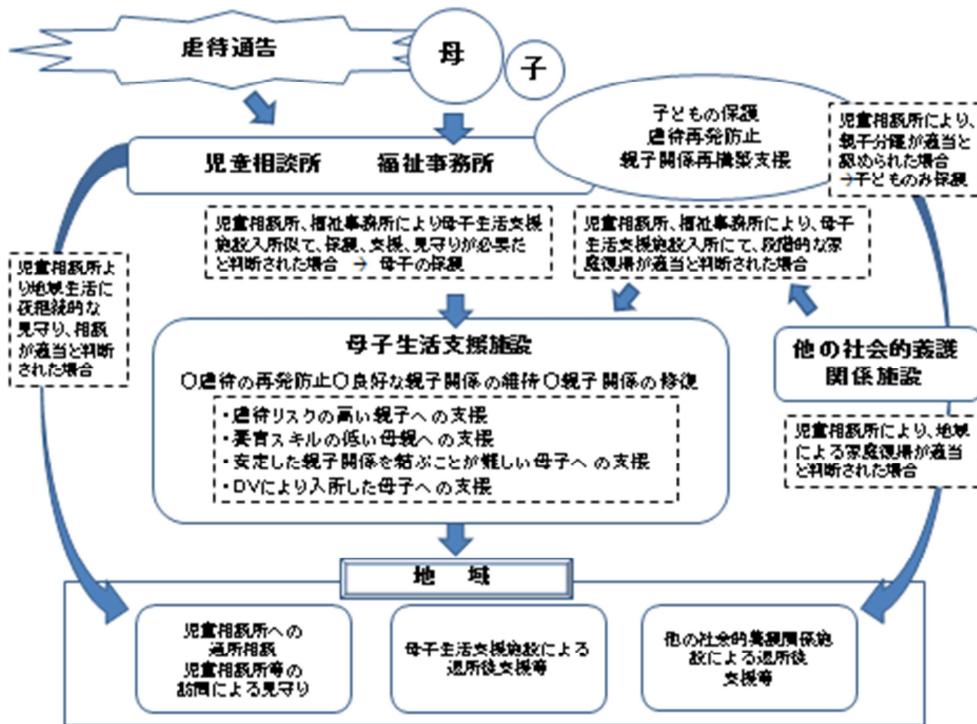 虐待通告
母
子
子どもの保護
虐待再発防止
親子関係再構築支援
児童相談所により、
親子分離が適当と
認められた場合
→子どものみ保護
児童相談所　福祉事務所
児童相談所、福祉事務所により母子生活支援
施設入所似て、保護、支援、見守りが必要だ
と判断された場合　→　母子の保護
児童相談所、福祉事務所により、母子
生活支援施設入所にて、段階的な家
庭復帰が適当と判断された場合
児童相談所よ
り地域生活に
夜継続的な
見守り、相談
が適当と判断
された場合
母子生活支援施設
〇虐待の再発防止〇良好な親子関係の維持〇親子関係の修復
・虐待リスクの高い親子への支援
・養育スキルの低い母親への支援
・安定した親子関係を結ぶことが難しい母子への支援
・DVにより入所した母子への支援
他の社会的養護
関係施設
児童相談所により、地域
による家庭復帰が適当
と判断された場合
地　域
児童相談所への
通所相談
児童相談所等の
訪問による見守り
母子生活支援施設による
退所後支援等
他の社会的養護関係施
設による退所後
支援等